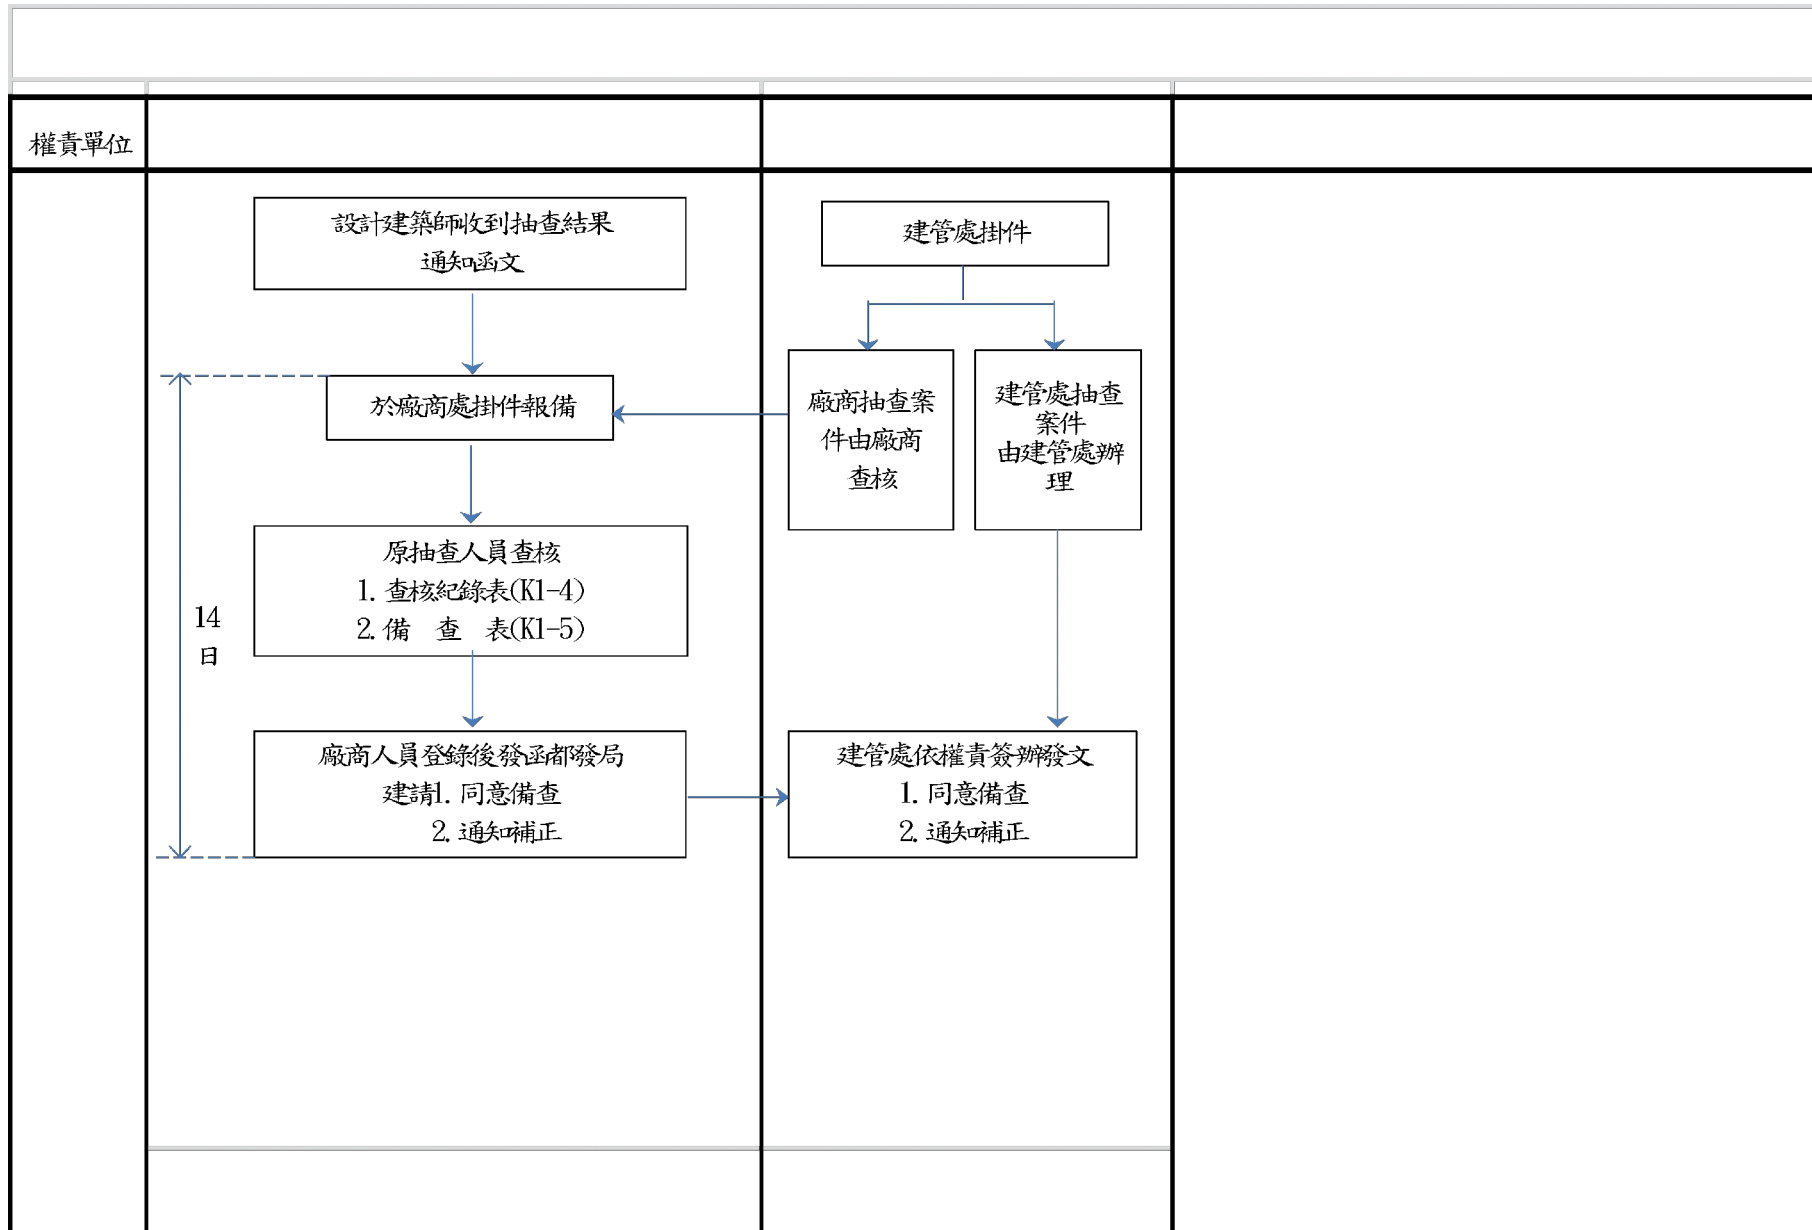 權責單位
設計建築師收到抽查結果
通知函文
於廠商處掛件報備
原抽查人員查核
1. 查核紀錄表(K1-4)
2. 備 查 表(K1-5)
14
日
廠商人員登錄後發函都發局
建請1. 同意備查
2. 通知補正
建管處掛件
廠商抽查案
件由廠商
查核
建管處抽查
案件
由建管處辦
理
建管處依權責簽辦發文
1. 同意備查
2. 通知補正